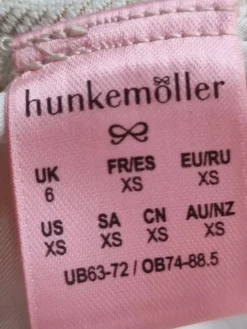 hunkemöller
UK FR/ES EU/RU
6 XS XS
US SA CN AU/NZ
XS XS XS XS
UB63-72 / OB74-88.5